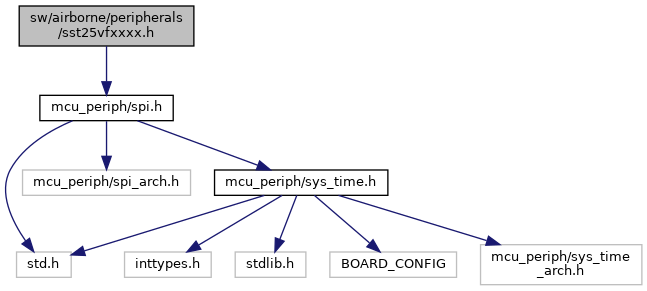 sw/airborne/peripherals
/sst25vfxxxx.h
mcu_periph/spi.h
mcu_periph/spi_arch.h
mcu_periph/sys_time.h
std.h
inttypes.h
stdlib.h
BOARD_CONFIG
mcu_periph/sys_time
_arch.h